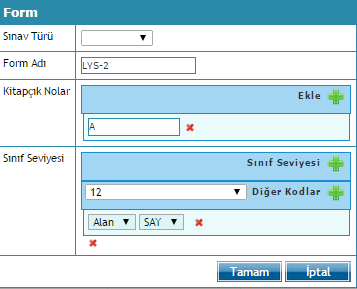 Form
Sınav Türü
Form Adı LYS-2
Kitapçık Nolar Ekle
A
Sınıf Seviyesi Sınıf Seviyesi
12 Diğer Kodlar
Alan SAY
Tamam İptal